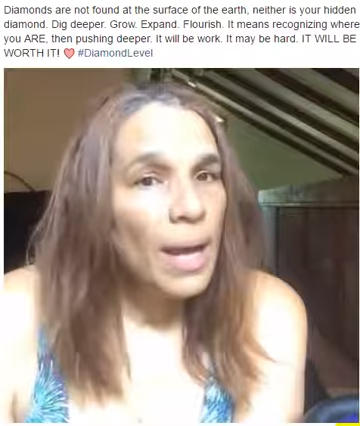 Diamonds are not found at the surface of the earth, neither is your hidden
diamond. Dig deeper. Grow. Expand. Flourish. It means recognizing where
you ARE, then pushing deeper. It will be work. It may be hard. IT WILL BE
WORTH IT! ❤ #DiamondLevel